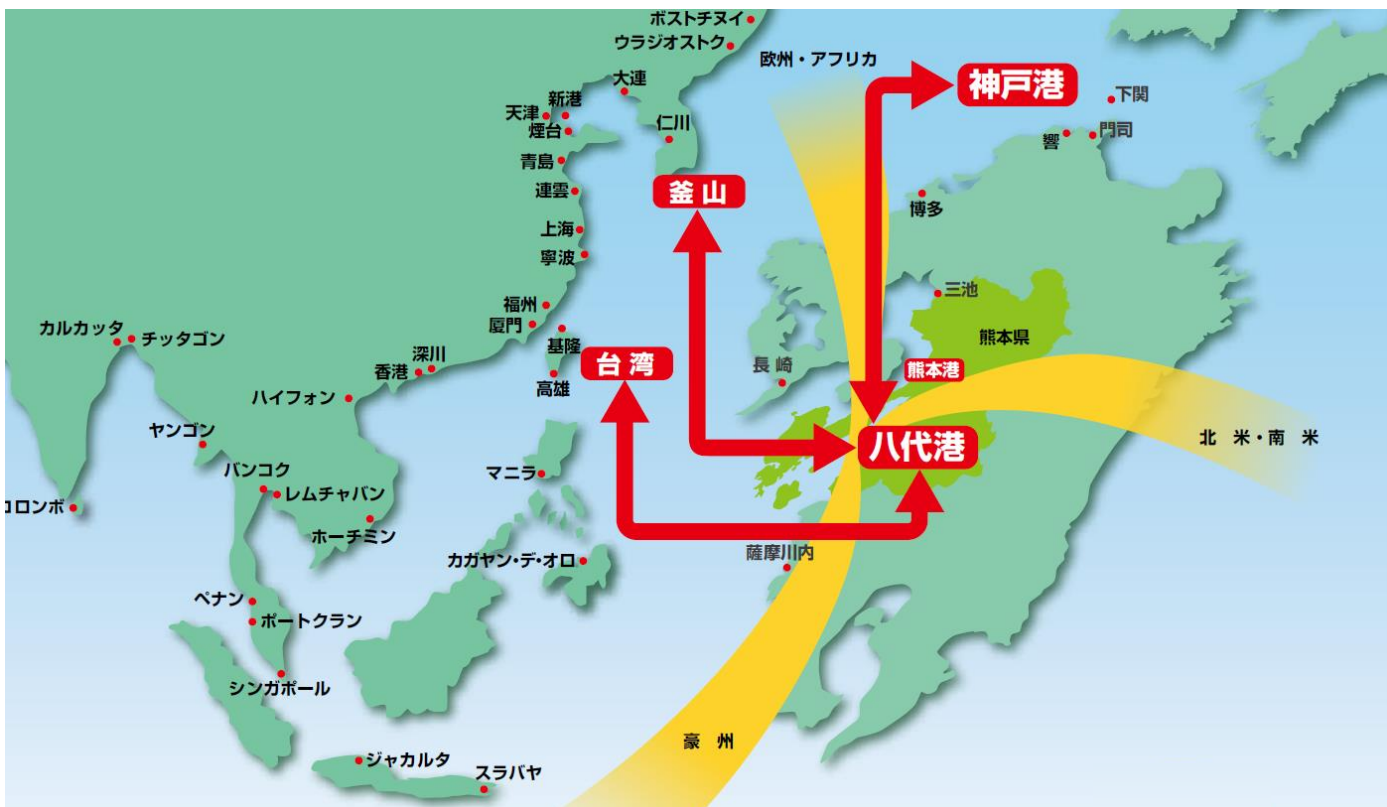 ボストチヌイ
ウラジオストク
欧州・アフリカ
大連
神戸港
下関
新港
天津
煙台
仁川
門司
響
青島
連雲
釜山
博多
上海
寧波
三池
福州
厦門
カルカッタ
チッタゴン
基隆
熊本県
深川
香港
台湾
長崎
熊本港
高雄
ハイフォン
ヤンゴン
八代港
北米・南米
バンコク
マニラ
レムチャバン
コロンボ
ホーチミン
カガヤン・デ・オロ
薩摩川内
ペナン
ポートクラン
シンガポール
豪州
ジャカルタ
スラバヤ